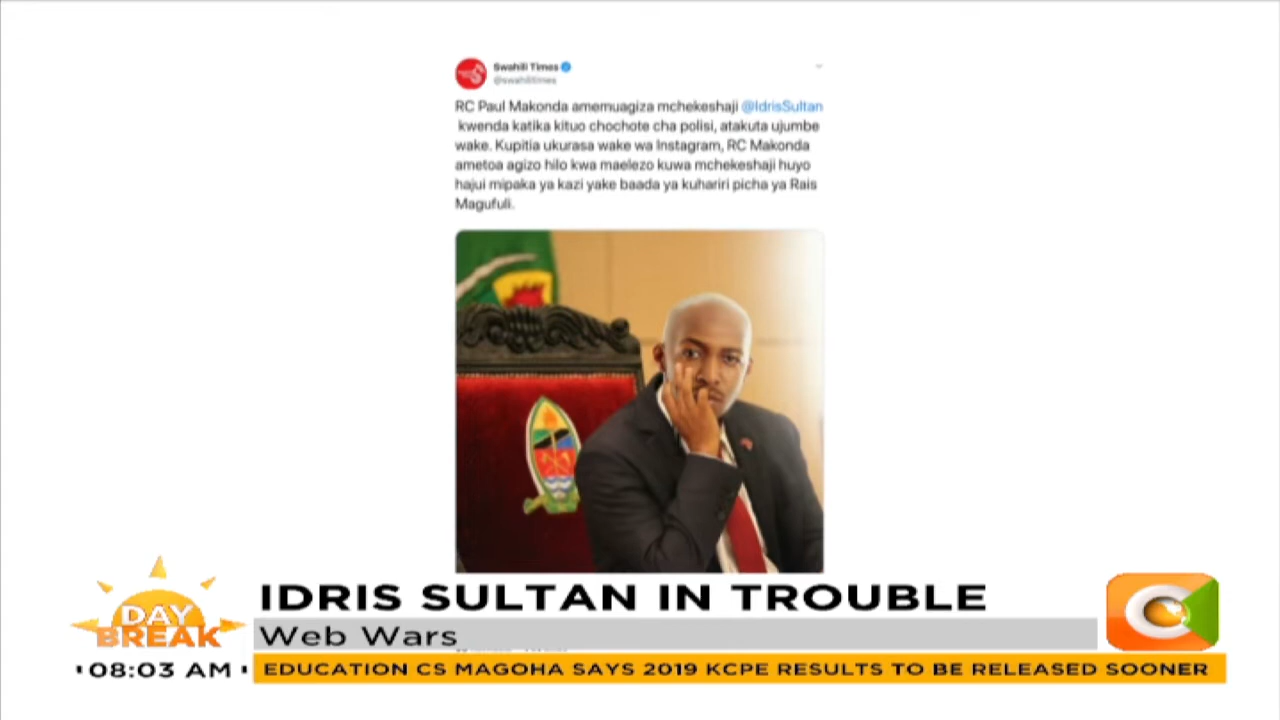 Swahili Times
@swahilitimes
RC Paul Makonda amemuagiza mchekeshaji @IdrisSultan
kwenda katika kituo chochote cha polisi, atakuta ujumbe
wake. Kupitia ukurasa wake wa Instagram, RC Makonda
ametoa agizo hilo kwa maelezo kuwa mchekeshaji huyo
hajui mipaka ya kazi yake baada ya kuhariri picha ya Rais
Magufuli.
IDRIS SULTAN IN TROUBLE
DAY
BREAK
Web Wars
08:03 AM
EDUCATION CS MAGOHA SAYS 2019 KCPE RESULTS TO BE RELEASED SOONER